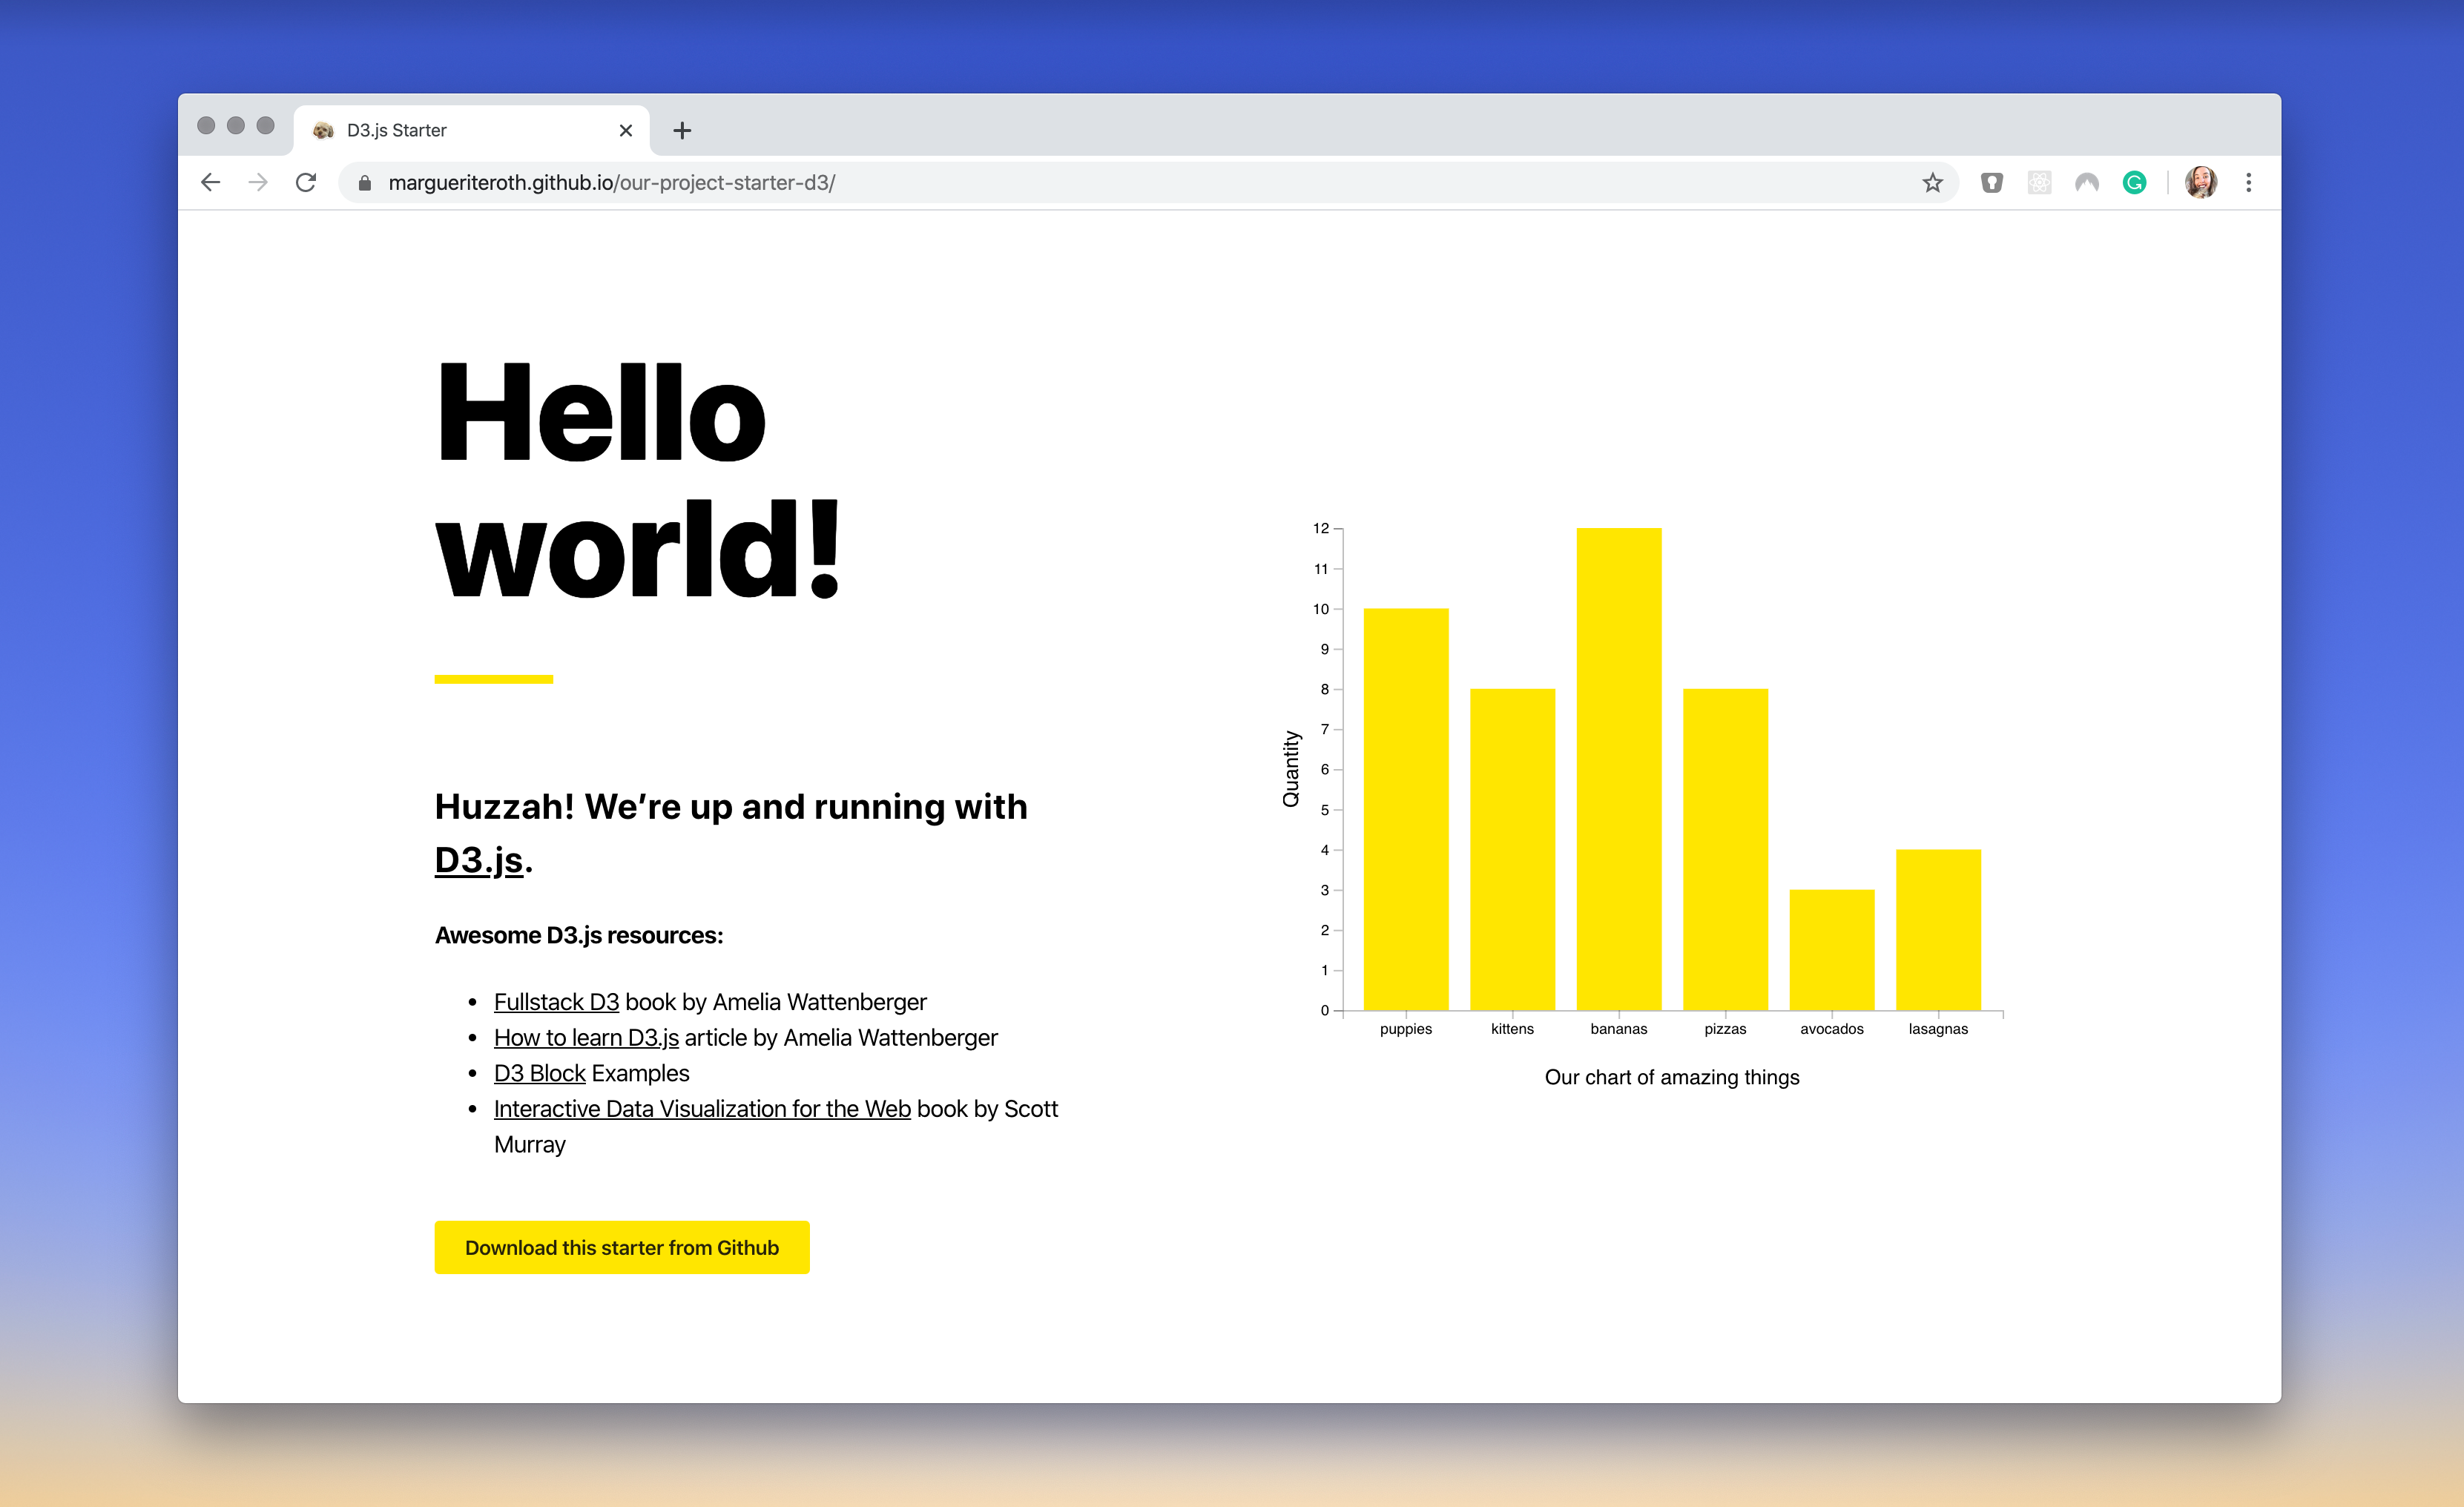 D3.js Starter
margueriteroth.github.io/our-project-starter-d3/
Hello
world!
Huzzah! We’re up and running with
D3.js.
Awesome D3.js resources:
Fullstack D3 book by Amelia Wattenberger
How to learn D3.js article by Amelia Wattenberger
D3 Block Examples
Interactive Data Visualization for the Web book by Scott
Murray
Download this starter from Github
12
11
10
9
8
7
6
5
4
3
2
1
0
Quantity
puppies kittens bananas pizzas avocados lasagnas
Our chart of amazing things